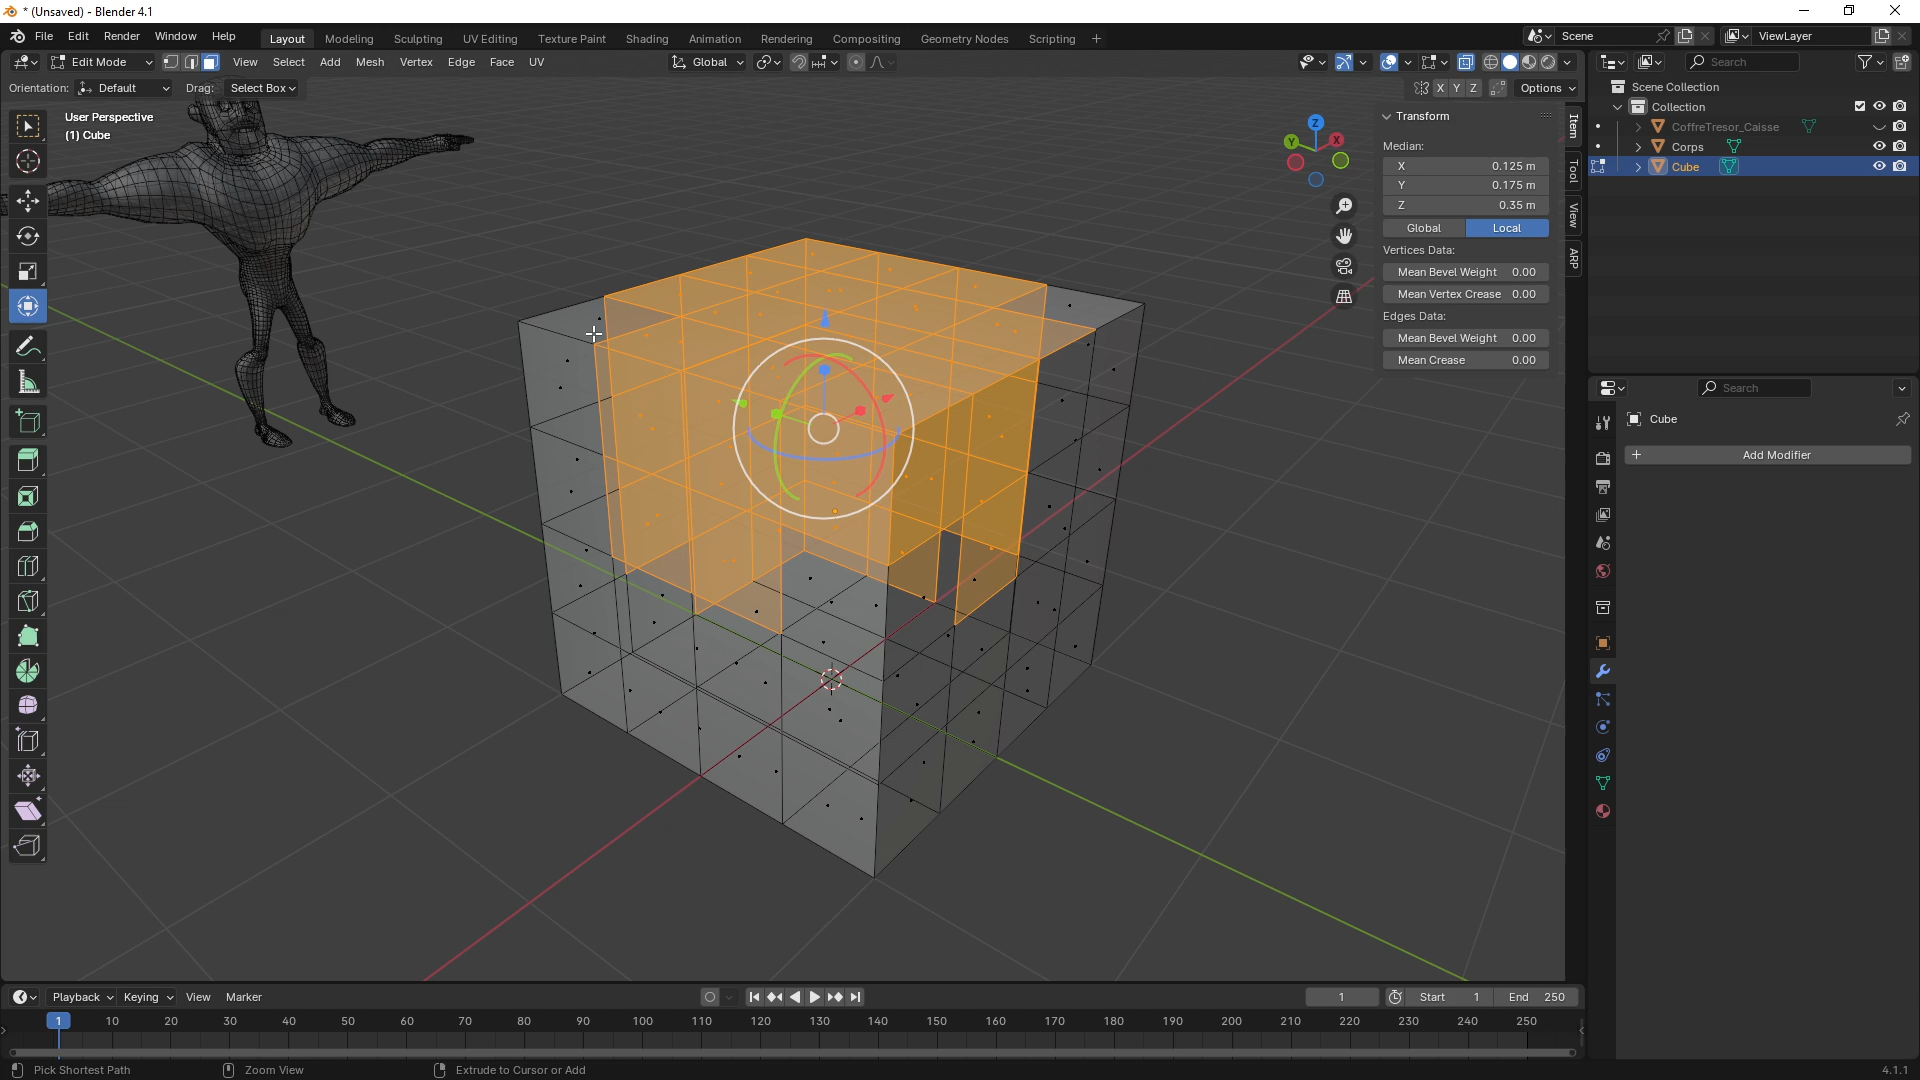 * (Unsaved) - Blender 4.1
File Edit Render Window Help Layout Modeling Sculpting UV Editing Texture Paint Shading Animation Rendering Compositing Geometry Nodes Scripting + Scene ViewLayer
Edit Mode View Select Add Mesh Vertex Edge Face UV Global Search
Orientation: Default Drag: Select Box X Y Z Options
Scene Collection
Collection
CoffreTresor_Caisse
Corps
Cube
User Perspective
(1) Cube
Z
Y
X
Transform
Median:
X 0.125 m
Y 0.175 m
Z 0.35 m
Global Local
Vertices Data:
Mean Bevel Weight 0.00
Mean Vertex Crease 0.00
Edges Data:
Mean Bevel Weight 0.00
Mean Crease 0.00
Item
Tool
View
ARP
Search
Cube
+ Add Modifier
Playback Keying View Marker 1 Start 1 End 250
1 10 20 30 40 50 60 70 80 90 100 110 120 130 140 150 160 170 180 190 200 210 220 230 240 250
Pick Shortest Path Zoom View Extrude to Cursor or Add 4.1.1